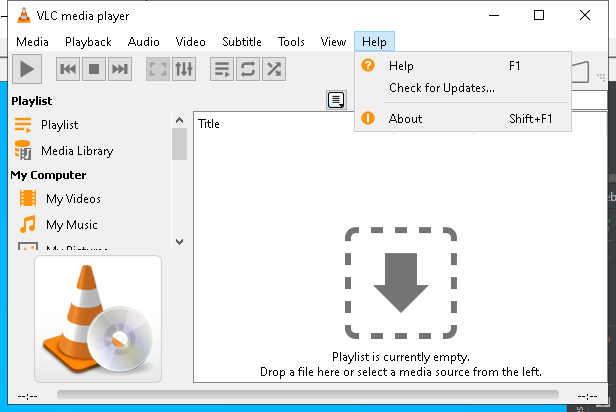 VLC media player
Media Playback Audio Video Subtitle Tools View Help
Help F1
Check for Updates...
About Shift+F1
Playlist
Playlist
Media Library
My Computer
My Videos
My Music
My Pictures
Title
Playlist is currently empty.
Drop a file here or select a media source from the left.
--:-- --:--